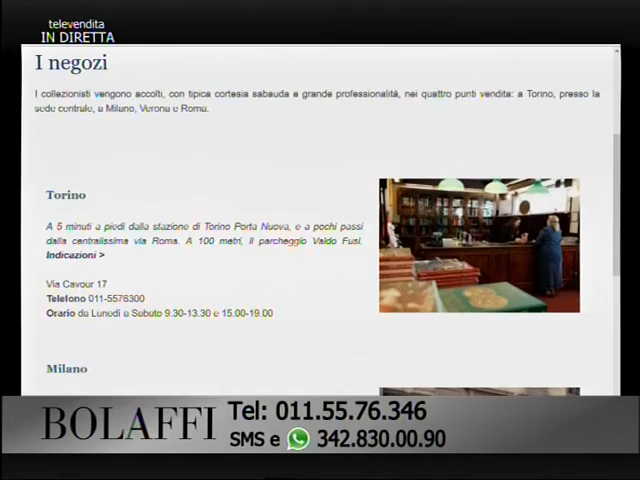 televendita
IN DIRETTA
I negozi
I collezionisti vengono accolti, con tipica cortesia sabauda e grande professionalità, nei quattro punti vendita: a Torino, presso la
sede centrale, a Milano, Verona e Roma.
Torino
A 5 minuti a piedi dalla stazione di Torino Porta Nuova, e a pochi passi
dalla centralissima via Roma. A 100 metri, il parcheggio Valdo Fusi.
Indicazioni >
Via Cavour 17
Telefono 011-5576300
Orario da Lunedì a Sabato 9.30-13.30 e 15.00-19.00
Milano
BOLAFFI
Tel: 011.55.76.346
SMS e 342.830.00.90